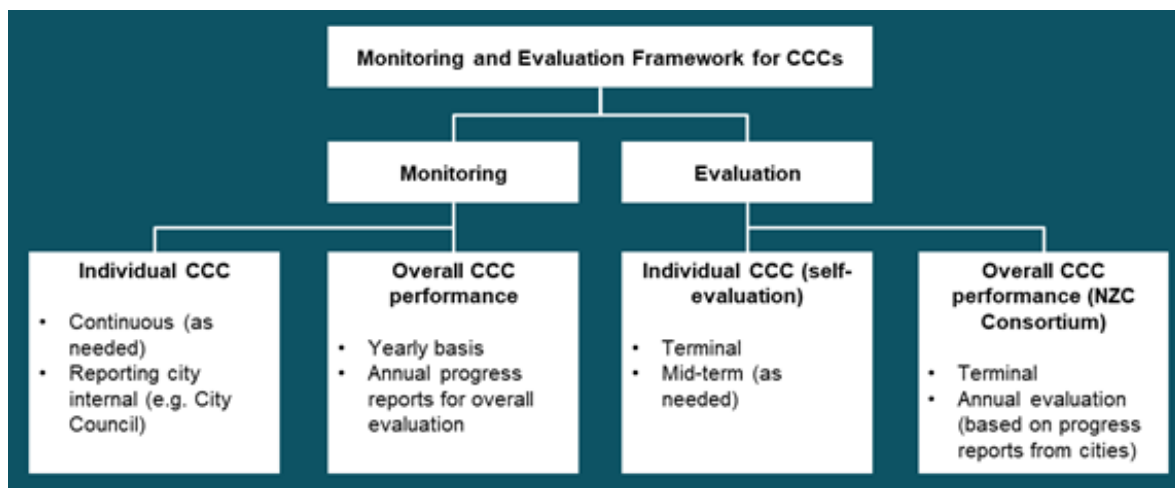 Monitoring and Evaluation Framework for CCCs
Monitoring
Evaluation
Individual CCC
• Continuous (as
needed)
• Reporting city
internal (e.g. City
Council)
Overall CCC
performance
• Yearly basis
• Annual progress
reports for overall
evaluation
Individual CCC (self-
evaluation)
• Terminal
• Mid-term (as
needed)
Overall CCC
performance (NZC
Consortium)
• Terminal
• Annual evaluation
(based on progress
reports from cities)